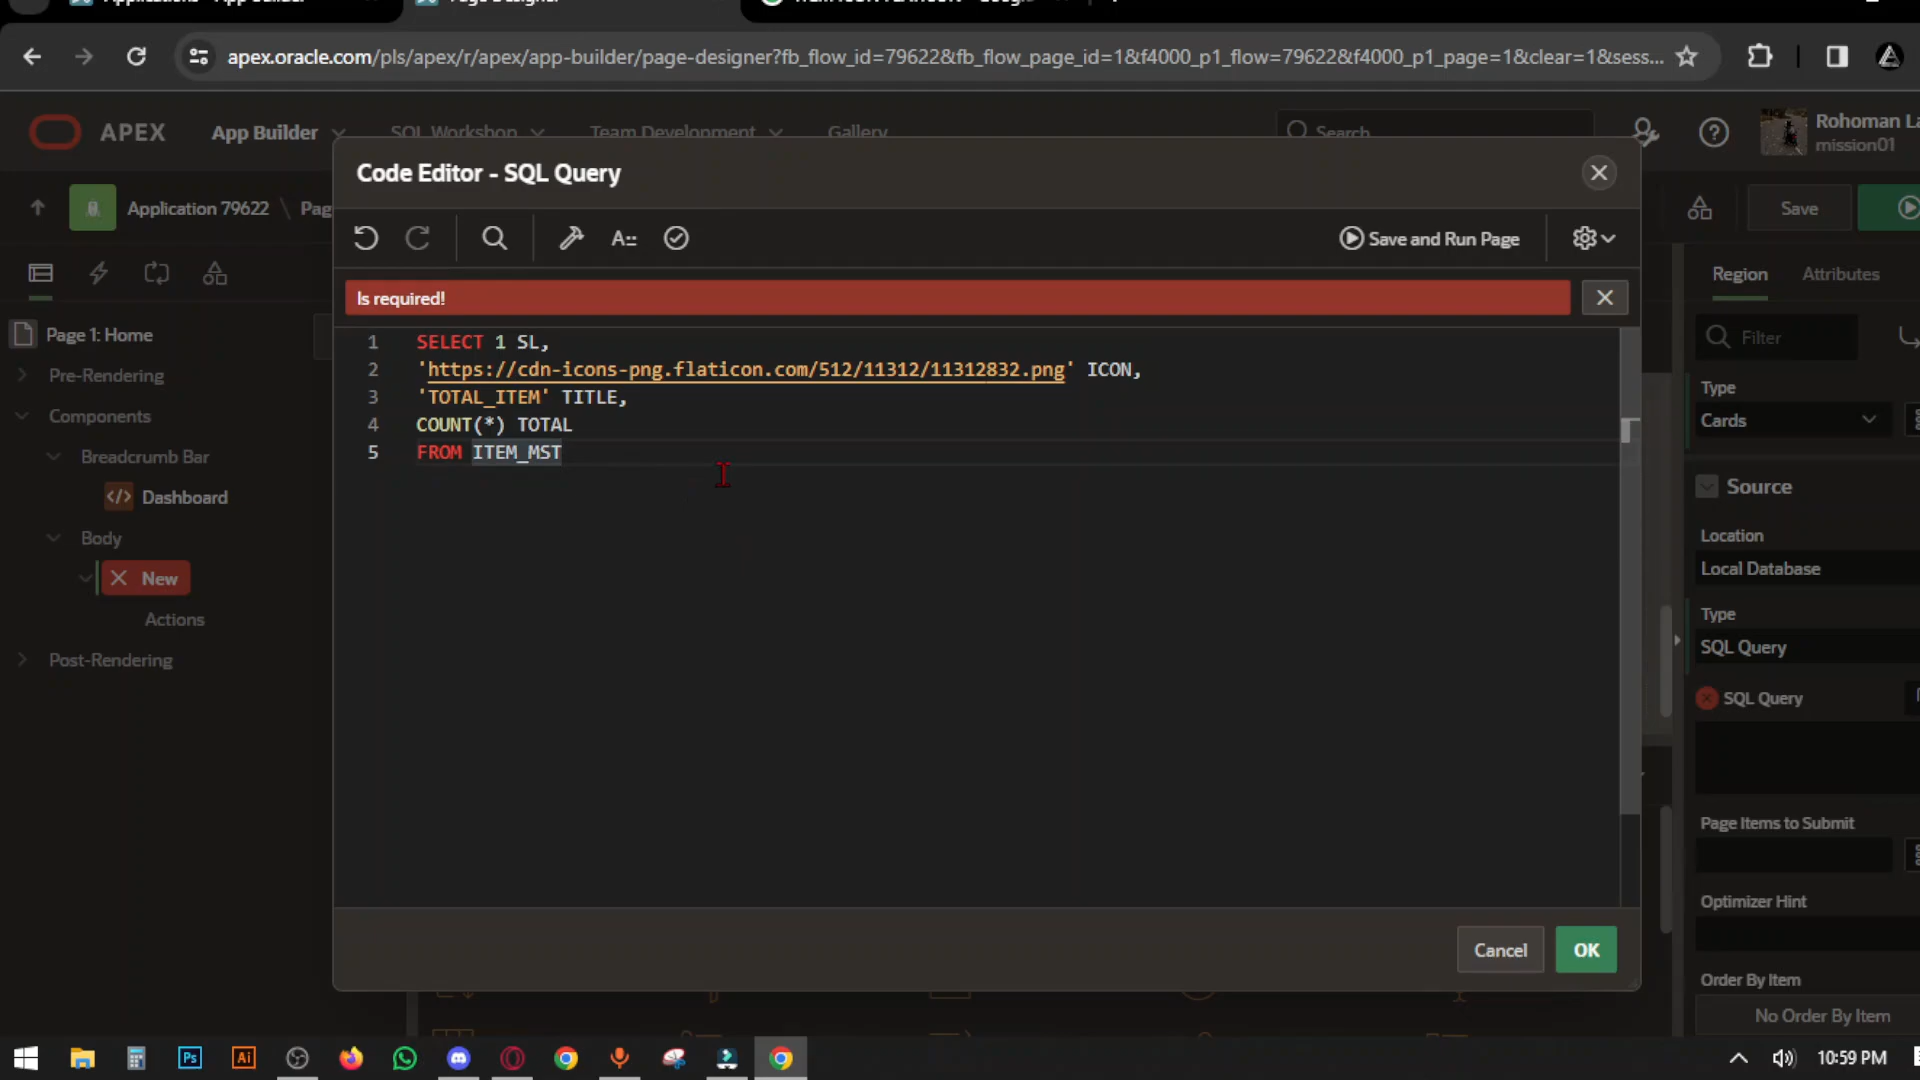 apex.oracle.com/pls/apex/r/apex/app-builder/page-designer?fb_flow_id=79622&fb_flow_page_id=1&f4000_p1_flow=79622&f4000_p1_page=1&clear=1&sess...
APEX
App Builder
SQL Workshop
Team Development
Gallery
Search
Rohoman La
mission01
Application 79622 \ Pag
Save
Code Editor - SQL Query
A::
Save and Run Page
Is required!
1 SELECT 1 SL,
2 'https://cdn-icons-png.flaticon.com/512/11312/11312832.png' ICON,
3 'TOTAL_ITEM' TITLE,
4 COUNT(*) TOTAL
5 FROM ITEM_MST
Cancel
OK
Page 1: Home
Pre-Rendering
Components
Breadcrumb Bar
Dashboard
Body
New
Actions
Post-Rendering
Region
Attributes
Filter
Type
Cards
Source
Location
Local Database
Type
SQL Query
SQL Query
Page Items to Submit
Optimizer Hint
Order By Item
No Order By Item
Ps
Ai
10:59 PM